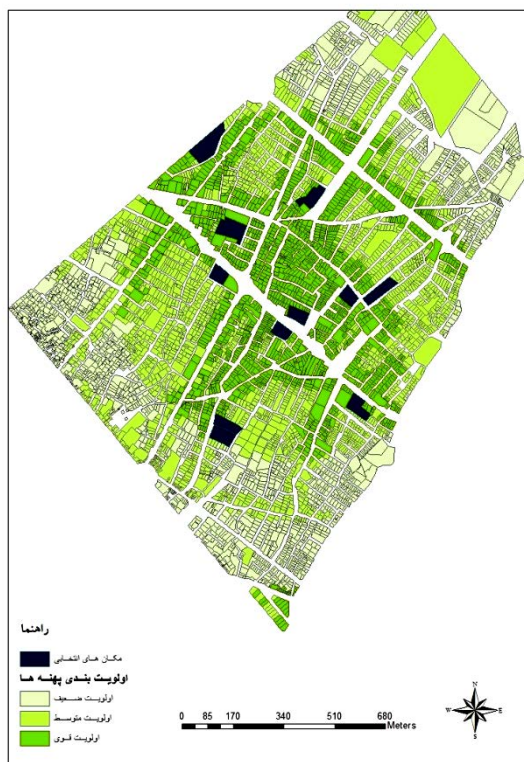 راهنما
مکان های انتخابی
اولویت بندی پهنه ها
اولویت ضعیف
اولویت متوسط
اولویت قوی
0 85 170 340 510 680
Meters
N
W E
S